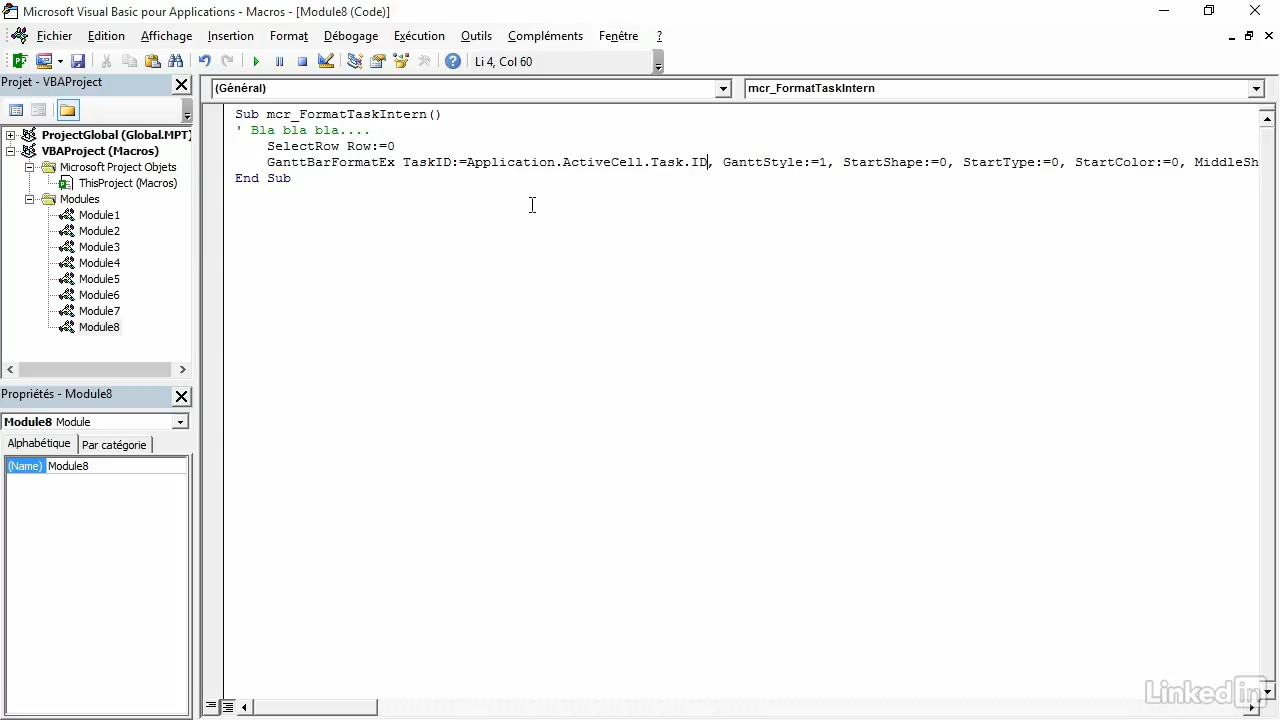 Microsoft Visual Basic pour Applications - Macros - [Module8 (Code)]
Fichier Edition Affichage Insertion Format Débogage Exécution Outils Compléments Fenêtre ?
Li 4, Col 60
Projet - VBAProject
(Général)
mcr_FormatTaskIntern
ProjectGlobal (Global.MPT)
VBAProject (Macros)
Microsoft Project Objets
ThisProject (Macros)
Modules
Module1
Module2
Module3
Module4
Module5
Module6
Module7
Module8
Sub mcr_FormatTaskIntern()
' Bla bla bla....
SelectRow Row:=0
GanttBarFormatEx TaskID:=Application.ActiveCell.Task.ID, GanttStyle:=1, StartShape:=0, StartType:=0, StartColor:=0, MiddleSh
End Sub
Propriétés - Module8
Module8 Module
Alphabétique Par catégorie
(Name) Module8
Linked in